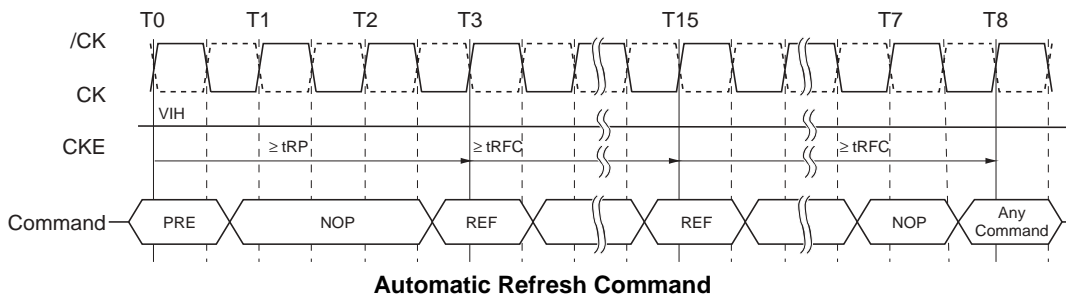 T0 T1 T2 T3 T15 T7 T8
/CK
CK
VIH
CKE
≥ tRP ≥ tRFC ≥ tRFC
Command PRE NOP REF REF NOP Any Command
Automatic Refresh Command